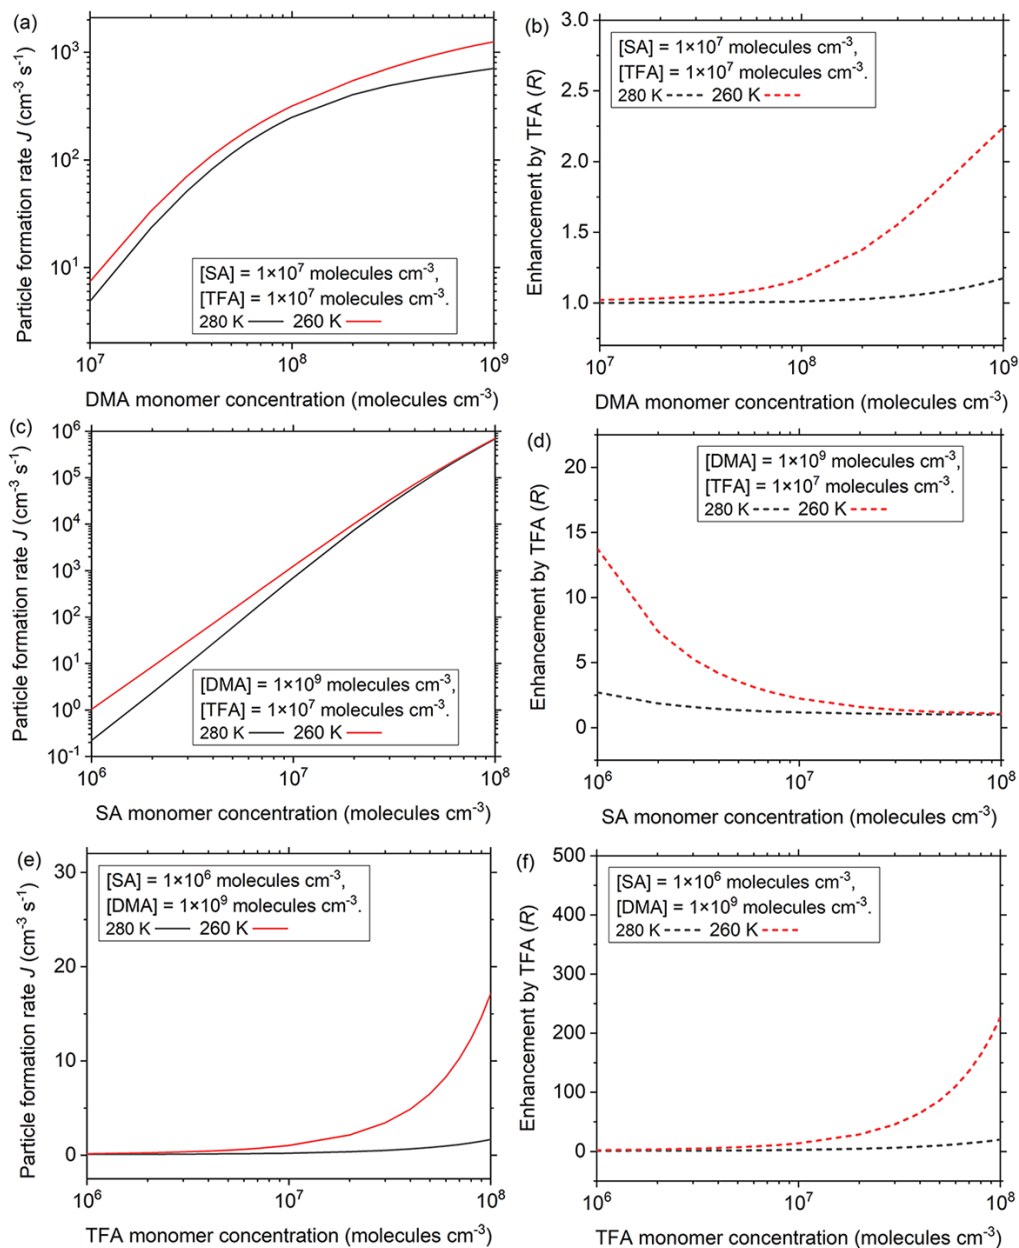 (a)
Particle formation rate J (cm⁻³ s⁻¹)
10³
10²
10¹
[SA] = 1×10⁷ molecules cm⁻³,
[TFA] = 1×10⁷ molecules cm⁻³.
280 K 260 K
10⁷ 10⁸ 10⁹
DMA monomer concentration (molecules cm⁻³)
(b)
Enhancement by TFA (R)
3.0
2.5
2.0
1.5
1.0
[SA] = 1×10⁷ molecules cm⁻³,
[TFA] = 1×10⁷ molecules cm⁻³.
280 K 260 K
10⁷ 10⁸ 10⁹
DMA monomer concentration (molecules cm⁻³)
(c)
Particle formation rate J (cm⁻³ s⁻¹)
10⁶
10⁵
10⁴
10³
10²
10¹
10⁰
10⁻¹
[DMA] = 1×10⁹ molecules cm⁻³,
[TFA] = 1×10⁷ molecules cm⁻³.
280 K 260 K
10⁶ 10⁷ 10⁸
SA monomer concentration (molecules cm⁻³)
(d)
Enhancement by TFA (R)
20
15
10
5
0
[DMA] = 1×10⁹ molecules cm⁻³,
[TFA] = 1×10⁷ molecules cm⁻³.
280 K 260 K
10⁶ 10⁷ 10⁸
SA monomer concentration (molecules cm⁻³)
(e)
Particle formation rate J (cm⁻³ s⁻¹)
30
20
10
0
[SA] = 1×10⁶ molecules cm⁻³,
[DMA] = 1×10⁹ molecules cm⁻³.
280 K 260 K
10⁶ 10⁷ 10⁸
TFA monomer concentration (molecules cm⁻³)
(f)
Enhancement by TFA (R)
500
400
300
200
100
0
[SA] = 1×10⁶ molecules cm⁻³,
[DMA] = 1×10⁹ molecules cm⁻³.
280 K 260 K
10⁶ 10⁷ 10⁸
TFA monomer concentration (molecules cm⁻³)